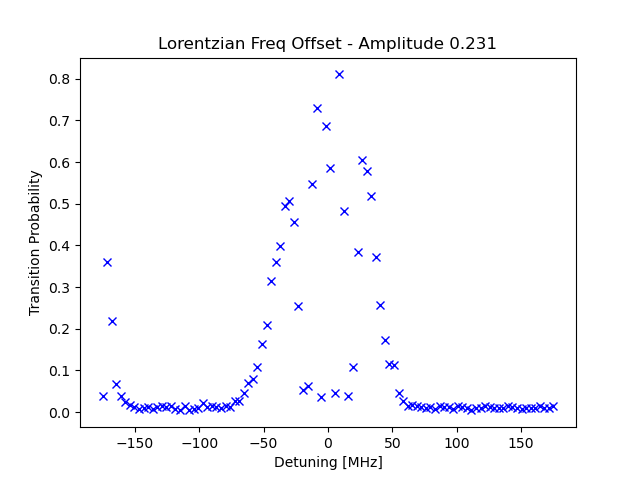 Lorentzian Freq Offset - Amplitude 0.231
Transition Probability
0.8
0.7
0.6
0.5
0.4
0.3
0.2
0.1
0.0
−150 −100 −50 0 50 100 150
Detuning [MHz]